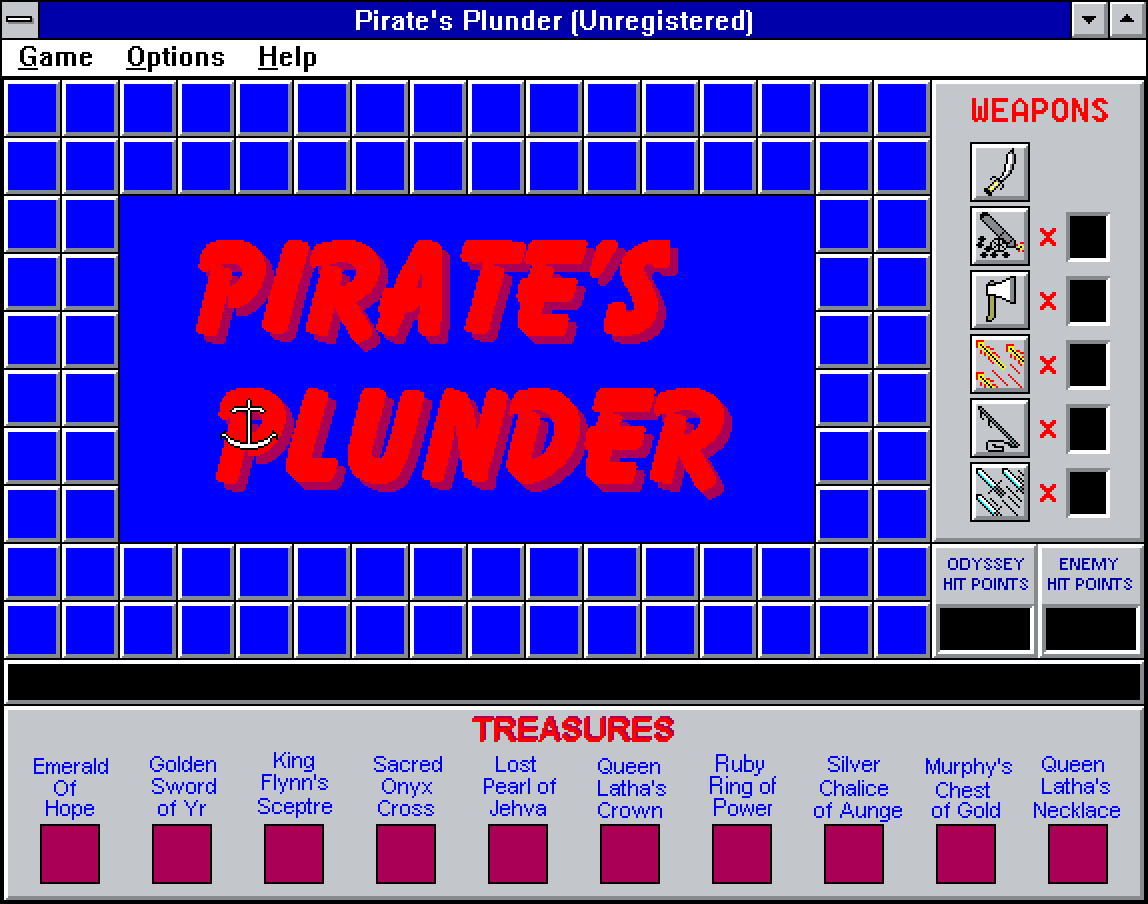 Pirate's Plunder (Unregistered)
Game Options Help
WEAPONS
PIRATE'S
PLUNDER
X
X
X
X
X
ODYSSEY
HIT POINTS
ENEMY
HIT POINTS
TREASURES
Emerald
Of
Hope
Golden
Sword
of Yr
King
Flynn's
Sceptre
Sacred
Onyx
Cross
Lost
Pearl of
Jehva
Queen
Latha's
Crown
Ruby
Ring of
Power
Silver
Chalice
of Aunge
Murphy's
Chest
of Gold
Queen
Latha's
Necklace